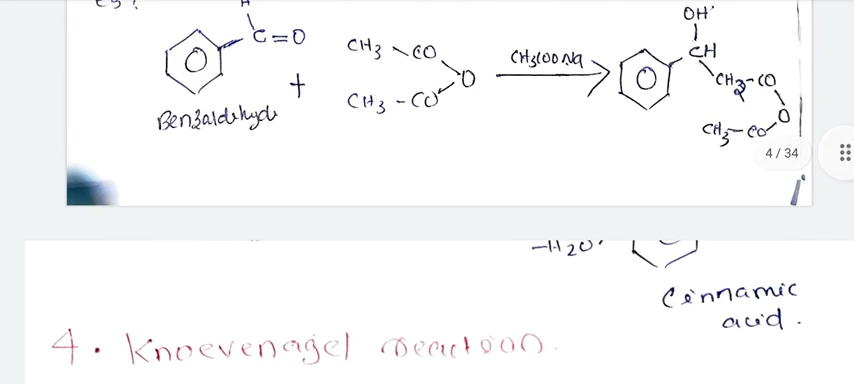 eg:
H
C=O
CH3 CO
O
CH3 - CO
+
Benzaldehyde
CH3COONa
OH
CH
CH2-CO
O
CH3-CO
4 / 34
-H2O
Cinnamic
acid.
4. Knoevenagel reaction.